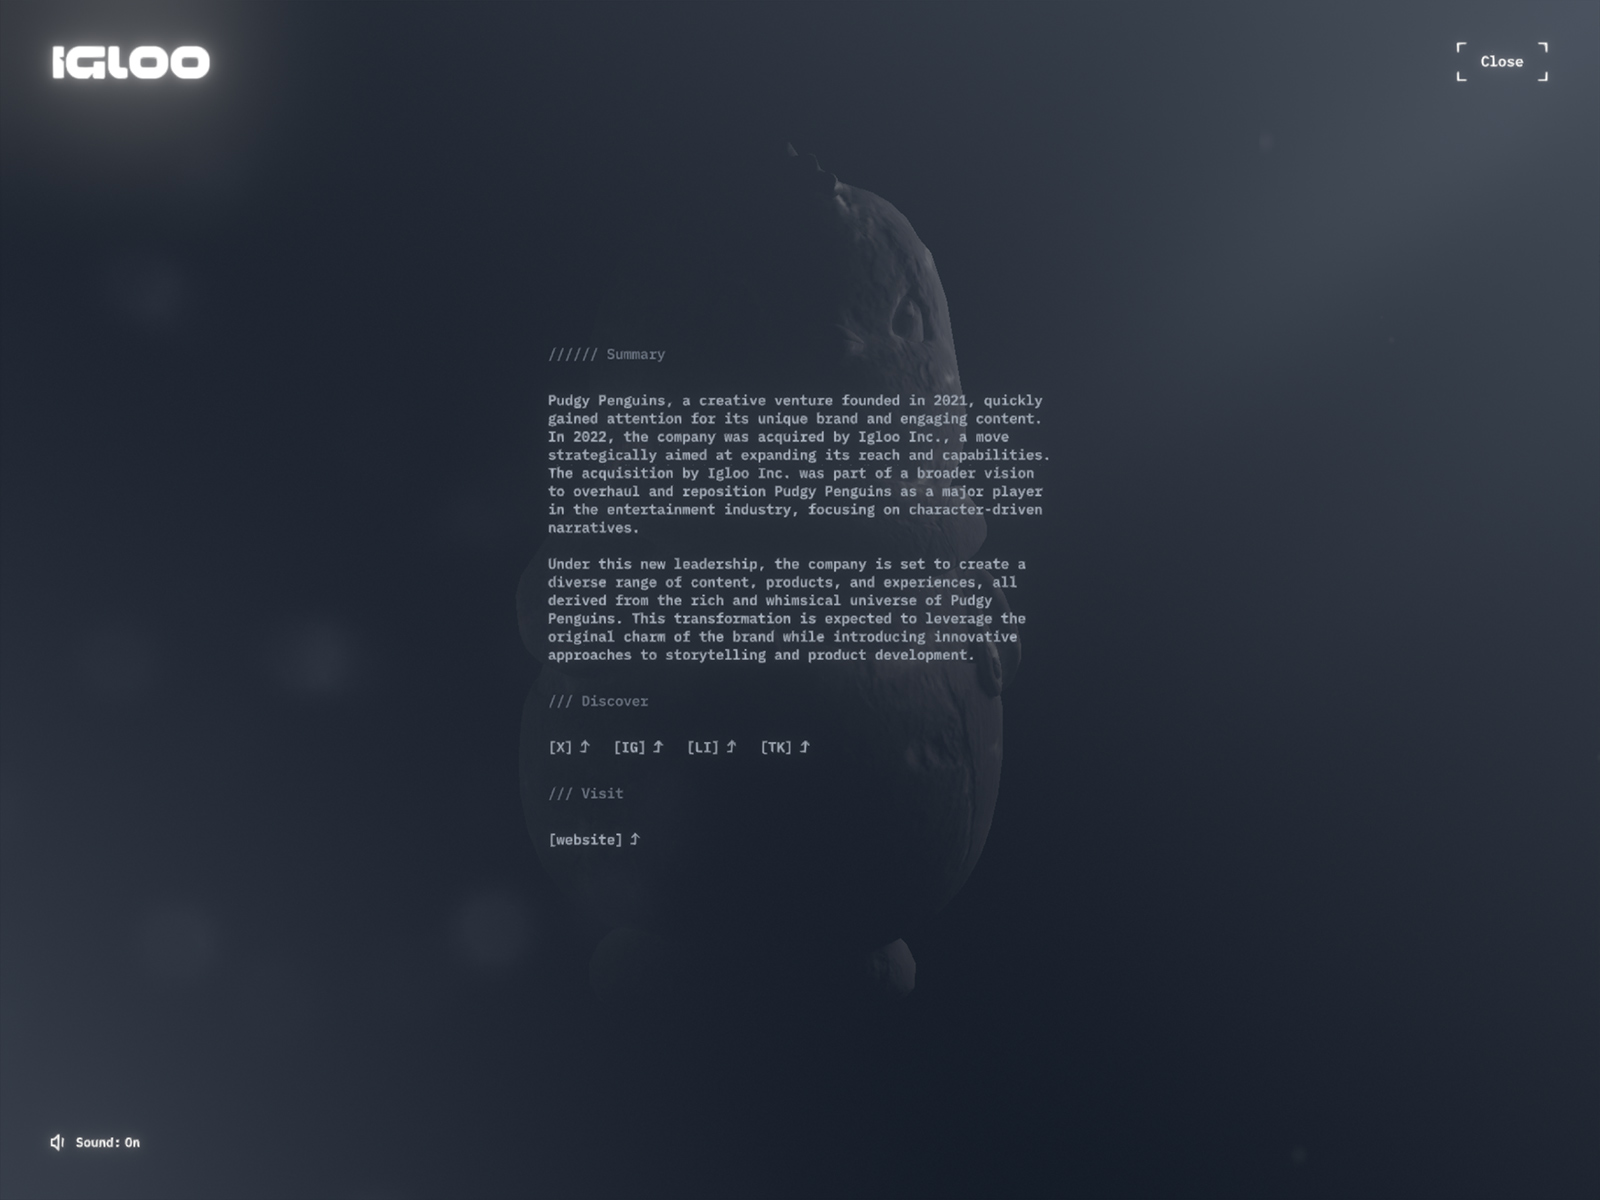 IGLOO
Close
////// Summary
Pudgy Penguins, a creative venture founded in 2021, quickly
gained attention for its unique brand and engaging content.
In 2022, the company was acquired by Igloo Inc., a move
strategically aimed at expanding its reach and capabilities.
The acquisition by Igloo Inc. was part of a broader vision
to overhaul and reposition Pudgy Penguins as a major player
in the entertainment industry, focusing on character-driven
narratives.
Under this new leadership, the company is set to create a
diverse range of content, products, and experiences, all
derived from the rich and whimsical universe of Pudgy
Penguins. This transformation is expected to leverage the
original charm of the brand while introducing innovative
approaches to storytelling and product development.
/// Discover
[X] [IG] [LI] [TK]
/// Visit
[website]
Sound: On